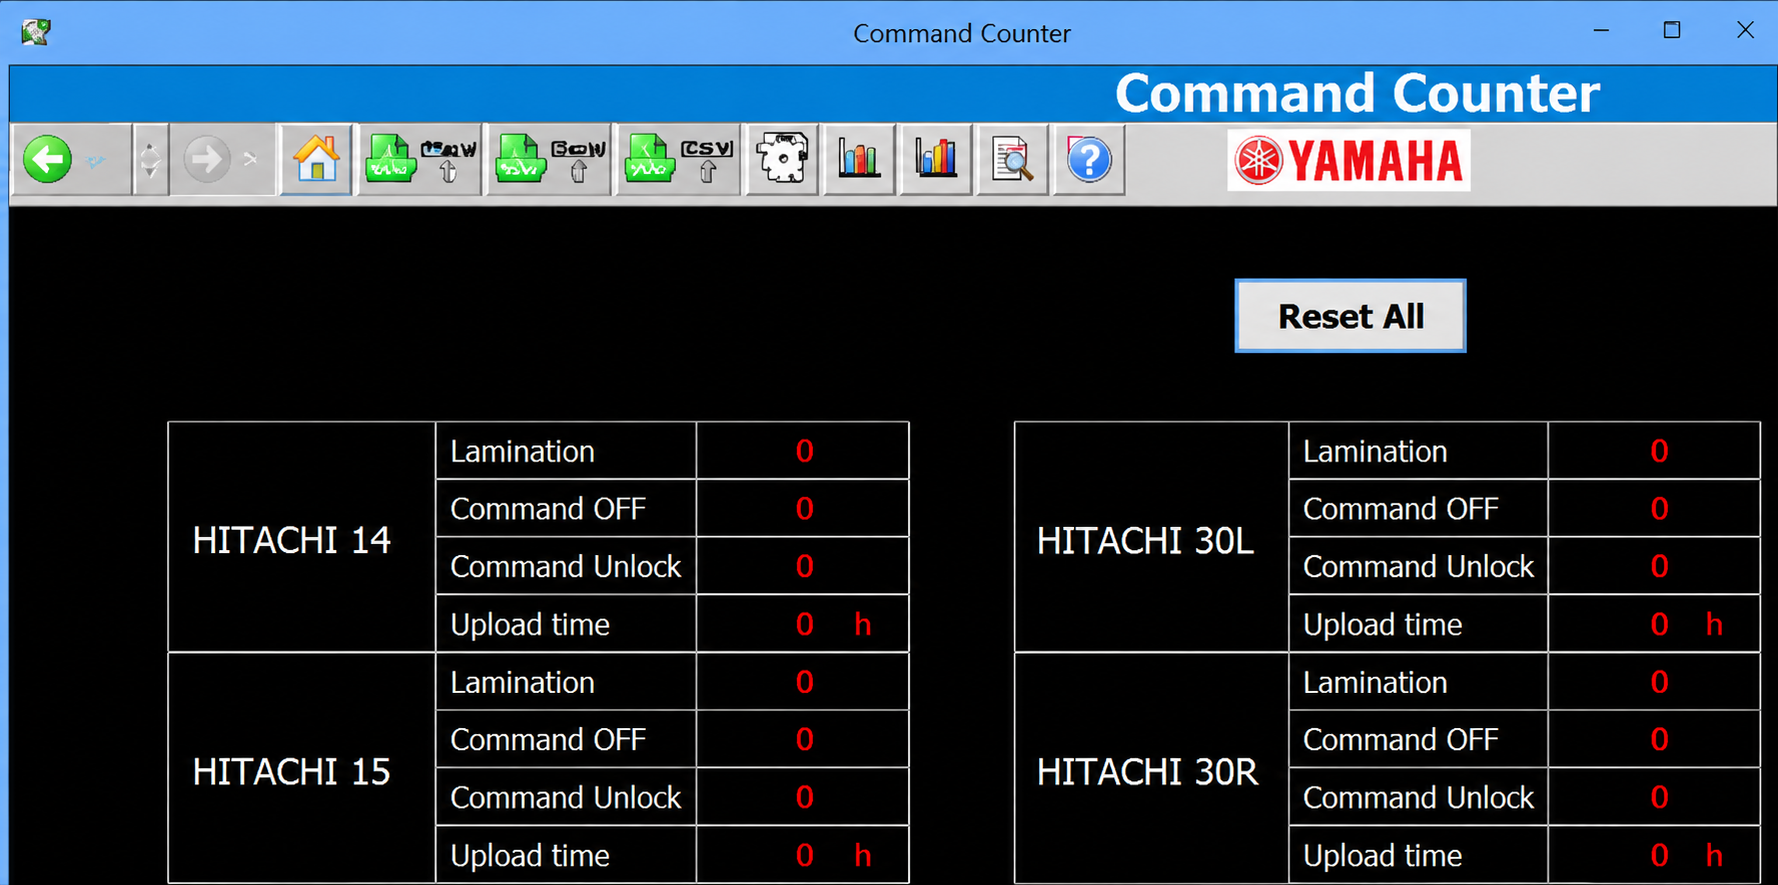 Command Counter
Command Counter
CSV
YAMAHA
Reset All
HITACHI 14
Lamination 0
Command OFF 0
Command Unlock 0
Upload time 0 h
HITACHI 15
Lamination 0
Command OFF 0
Command Unlock 0
Upload time 0 h
HITACHI 30L
Lamination 0
Command OFF 0
Command Unlock 0
Upload time 0 h
HITACHI 30R
Lamination 0
Command OFF 0
Command Unlock 0
Upload time 0 h